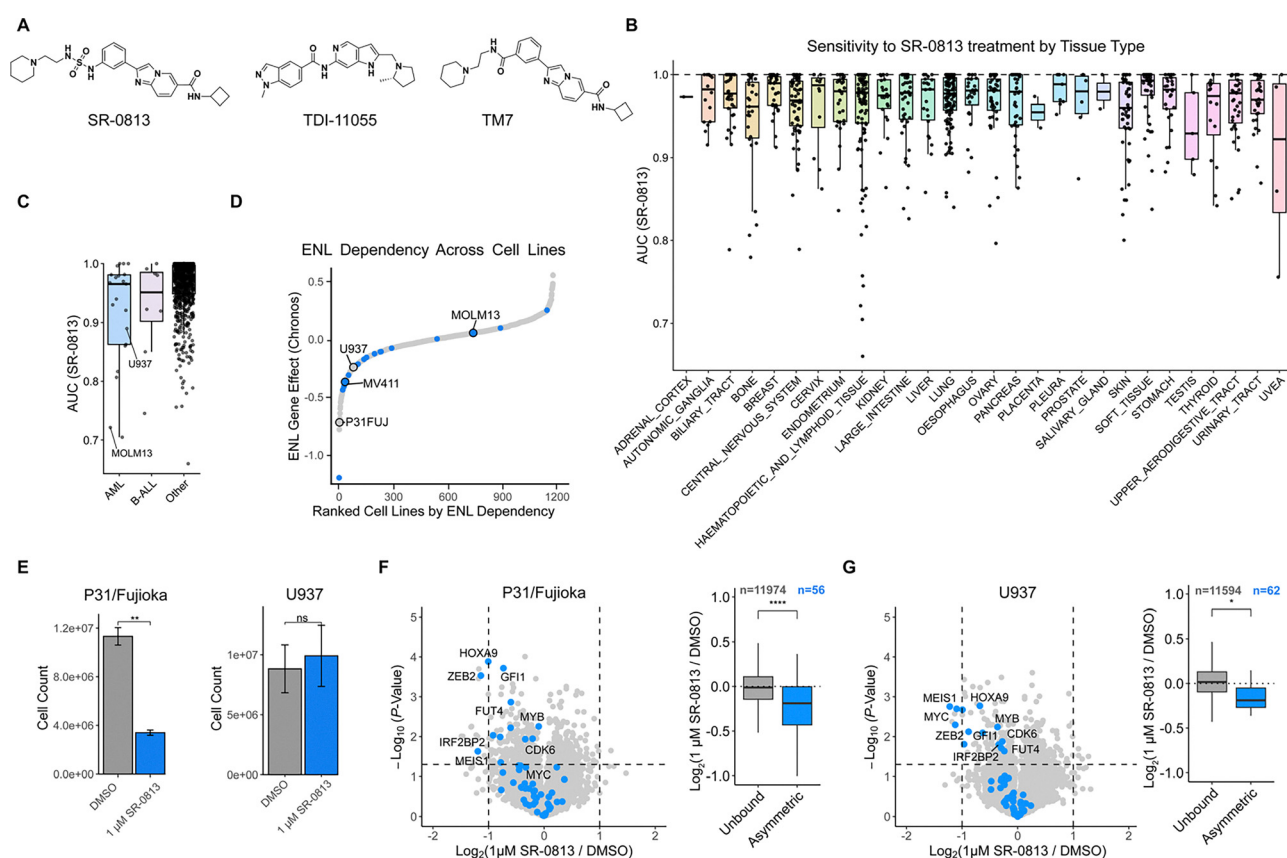 A
SR-0813
TDI-11055
TM7
B
Sensitivity to SR-0813 treatment by Tissue Type
AUC (SR-0813)
1.0
0.9
0.8
0.7
ADRENAL_CORTEX
AUTONOMIC_GANGLIA
BILIARY_TRACT
BONE
BREAST
CENTRAL_NERVOUS_SYSTEM
CERVIX
ENDOMETRIUM
HAEMATOPOIETIC_AND_LYMPHOID_TISSUE
KIDNEY
LARGE_INTESTINE
LIVER
LUNG
OESOPHAGUS
OVARY
PANCREAS
PLACENTA
PLEURA
PROSTATE
SALIVARY_GLAND
SKIN
SOFT_TISSUE
STOMACH
TESTIS
THYROID
UPPER_AERODIGESTIVE_TRACT
URINARY_TRACT
UVEA
C
AUC (SR-0813)
1.0
0.9
0.8
0.7
U937
MOLM13
AML
B-ALL
Other
D
ENL Dependency Across Cell Lines
ENL Gene Effect (Chronos)
0.5
0.0
-0.5
-1.0
MOLM13
U937
MV411
P31FUJ
0
300
600
900
1200
Ranked Cell Lines by ENL Dependency
E
P31/Fujioka
Cell Count
1.2e+07
8.0e+06
4.0e+06
0.0e+00
**
DMSO
1 µM SR-0813
U937
Cell Count
1e+07
5e+06
0e+00
ns
DMSO
1 µM SR-0813
F
P31/Fujioka
−Log10 (P-Value)
5
4
3
2
1
0
HOXA9
ZEB2
GFI1
FUT4
MYB
IRF2BP2
CDK6
MEIS1
MYC
-2
-1
0
1
2
Log2(1µM SR-0813 / DMSO)
n=11974
n=56
****
Log2(1 µM SR-0813 / DMSO)
1.0
0.5
0.0
-0.5
-1.0
Unbound
Asymmetric
G
U937
−Log10 (P-Value)
5
4
3
2
1
0
MEIS1
HOXA9
MYC
MYB
ZEB2
CDK6
GFI1
FUT4
IRF2BP2
-2
-1
0
1
2
Log2(1µM SR-0813 / DMSO)
n=11594
n=62
*
Log2(1 µM SR-0813 / DMSO)
1.0
0.5
0.0
-0.5
-1.0
Unbound
Asymmetric